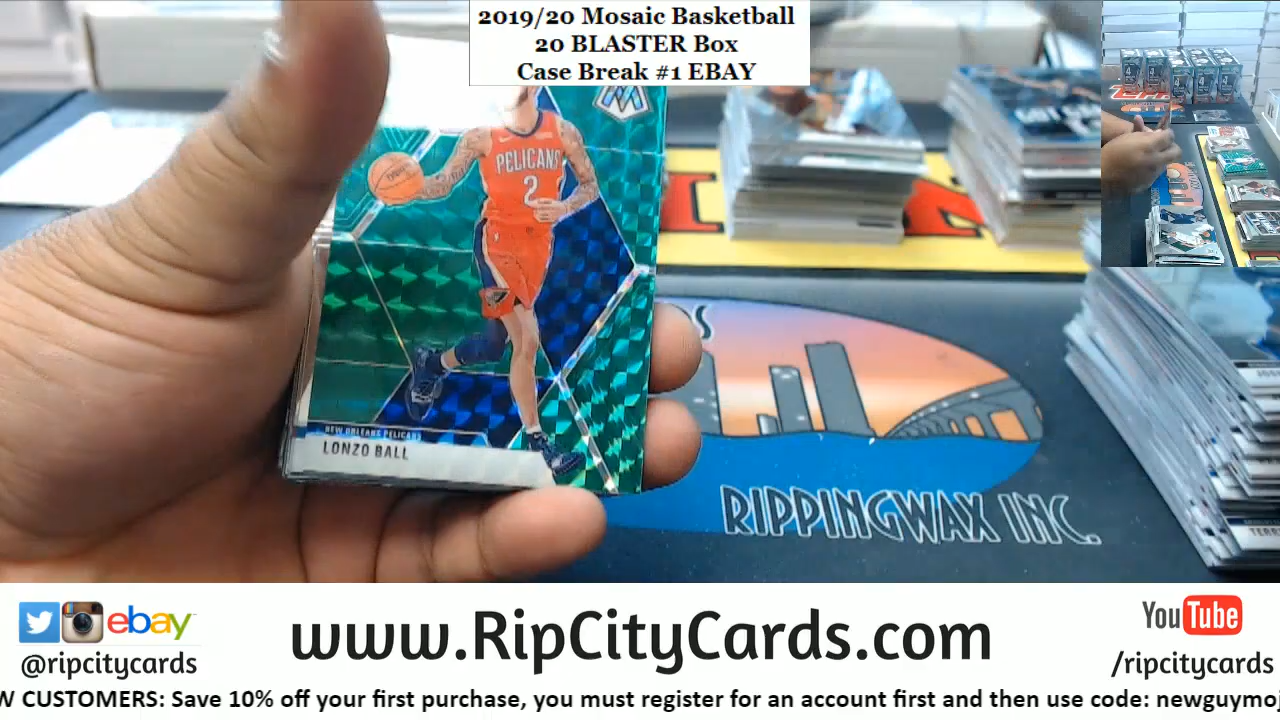 2019/20 Mosaic Basketball
20 BLASTER Box
Case Break #1 EBAY
PELICANS
2
NEW ORLEANS PELICANS
LONZO BALL
RIPPINGWAX INC.
ebay
www.RipCityCards.com
YouTube
@ripcitycards
/ripcitycards
W CUSTOMERS: Save 10% off your first purchase, you must register for an account first and then use code: newguymoj